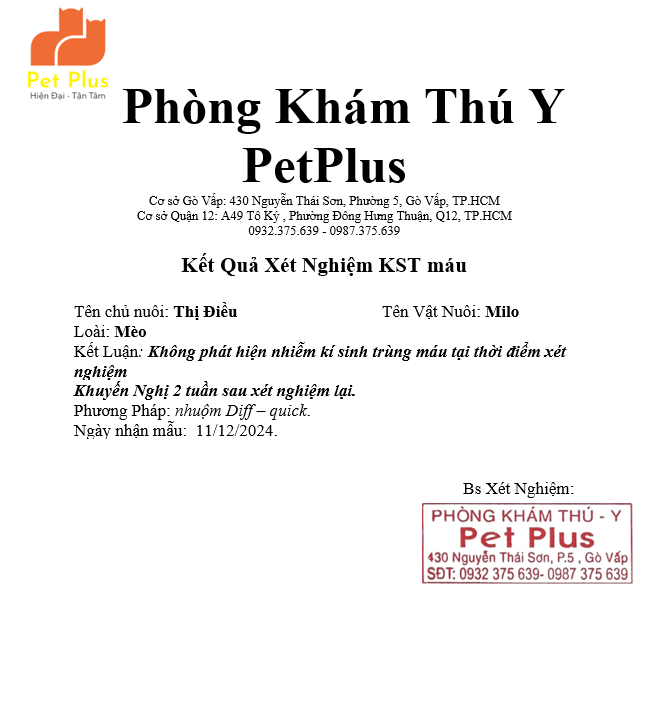 Pet Plus
Hiện Đại - Tận Tâm
Phòng Khám Thú Y
PetPlus
Cơ sở Gò Vấp: 430 Nguyễn Thái Sơn, Phường 5, Gò Vấp, TP.HCM
Cơ sở Quận 12: A49 Tô Ký , Phường Đông Hưng Thuận, Q12, TP.HCM
0932.375.639 - 0987.375.639
Kết Quả Xét Nghiệm KST máu
Tên chủ nuôi: Thị Điều Tên Vật Nuôi: Milo
Loài: Mèo
Kết Luận: Không phát hiện nhiễm kí sinh trùng máu tại thời điểm xét
nghiệm
Khuyến Nghị 2 tuần sau xét nghiệm lại.
Phương Pháp: nhuộm Diff – quick.
Ngày nhận mẫu: 11/12/2024.
Bs Xét Nghiệm:
PHÒNG KHÁM THÚ - Y
Pet Plus
430 Nguyễn Thái Sơn, P.5 , Gò Vấp
SĐT: 0932 375 639- 0987 375 639